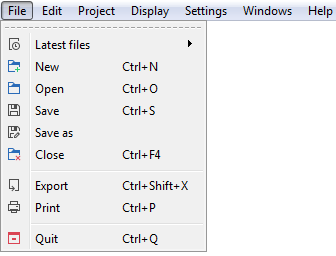 File Edit Project Display Settings Windows Help
Latest files
New Ctrl+N
Open Ctrl+O
Save Ctrl+S
Save as
Close Ctrl+F4
Export Ctrl+Shift+X
Print Ctrl+P
Quit Ctrl+Q